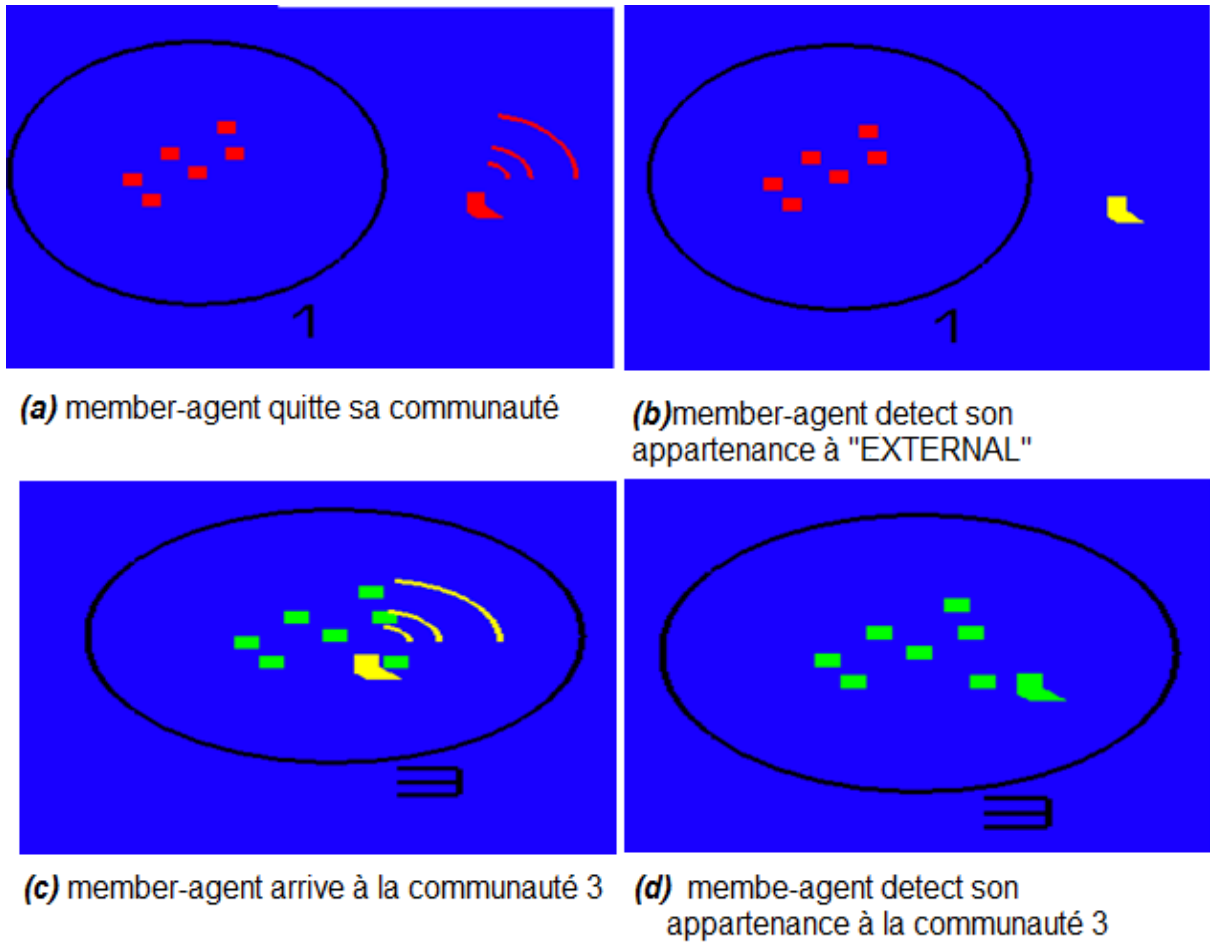 1
1
(a) member-agent quitte sa communauté
(b)member-agent detect son
appartenance à "EXTERNAL"
3
3
(c) member-agent arrive à la communauté 3
(d) membe-agent detect son
appartenance à la communauté 3